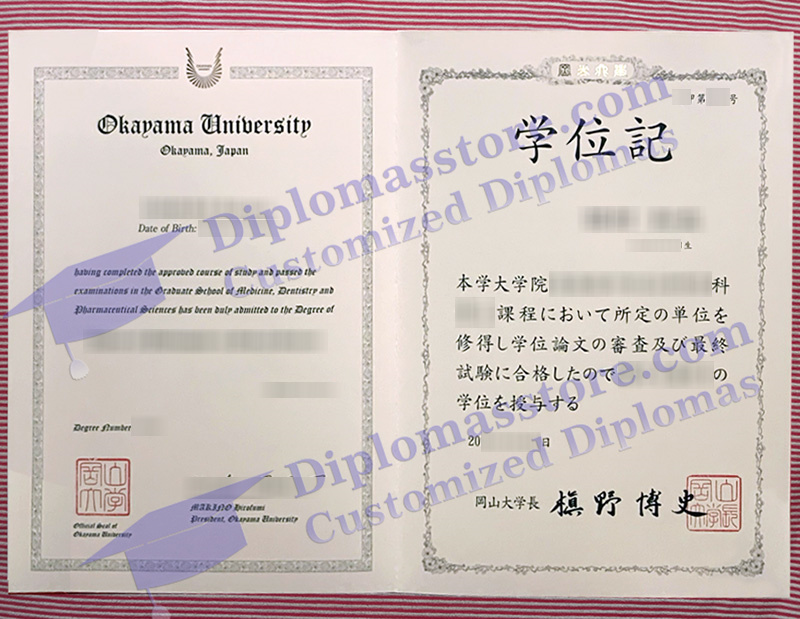 Okayama University
Okayama, Japan
Date of Birth:
having completed the approved course of study and passed the
examinations in the Graduate School of Medicine, Dentistry and
Pharmaceutical Sciences has been duly admitted to the Degree of
Degree Number
Official Seal of
Okayama University
MAKINO Hirofumi
President, Okayama University
甲第 号
学位記
生
本学大学院 科
課程において所定の単位を
修得し学位論文の審査及び最終
試験に合格したので の
学位を授与する
20 日
岡山大学長 槇野博史
Diplomasstore.com
Customized Diplomas
Diplomasstore.com
Customized Diplomas